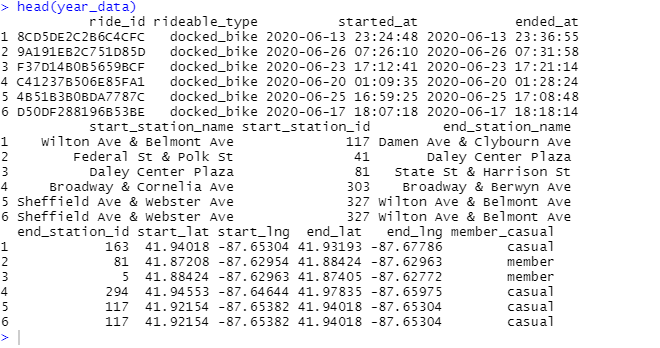 > head(year_data)
ride_id rideable_type started_at ended_at
1 8CD5DE2C2B6C4CFC docked_bike 2020-06-13 23:24:48 2020-06-13 23:36:55
2 9A191EB2C751D85D docked_bike 2020-06-26 07:26:10 2020-06-26 07:31:58
3 F37D14B0B5659BCF docked_bike 2020-06-23 17:12:41 2020-06-23 17:21:14
4 C41237B506E85FA1 docked_bike 2020-06-20 01:09:35 2020-06-20 01:28:24
5 4B51B3B0BDA7787C docked_bike 2020-06-25 16:59:25 2020-06-25 17:08:48
6 D50DF288196B53BE docked_bike 2020-06-17 18:07:18 2020-06-17 18:18:14
start_station_name start_station_id end_station_name
1 Wilton Ave & Belmont Ave 117 Damen Ave & Clybourn Ave
2 Federal St & Polk St 41 Daley Center Plaza
3 Daley Center Plaza 81 State St & Harrison St
4 Broadway & Cornelia Ave 303 Broadway & Berwyn Ave
5 Sheffield Ave & Webster Ave 327 Wilton Ave & Belmont Ave
6 Sheffield Ave & Webster Ave 327 Wilton Ave & Belmont Ave
end_station_id start_lat start_lng end_lat end_lng member_casual
1 163 41.94018 -87.65304 41.93193 -87.67786 casual
2 81 41.87208 -87.62954 41.88424 -87.62963 member
3 5 41.88424 -87.62963 41.87405 -87.62772 member
4 294 41.94553 -87.64644 41.97835 -87.65975 casual
5 117 41.92154 -87.65382 41.94018 -87.65304 casual
6 117 41.92154 -87.65382 41.94018 -87.65304 casual
>